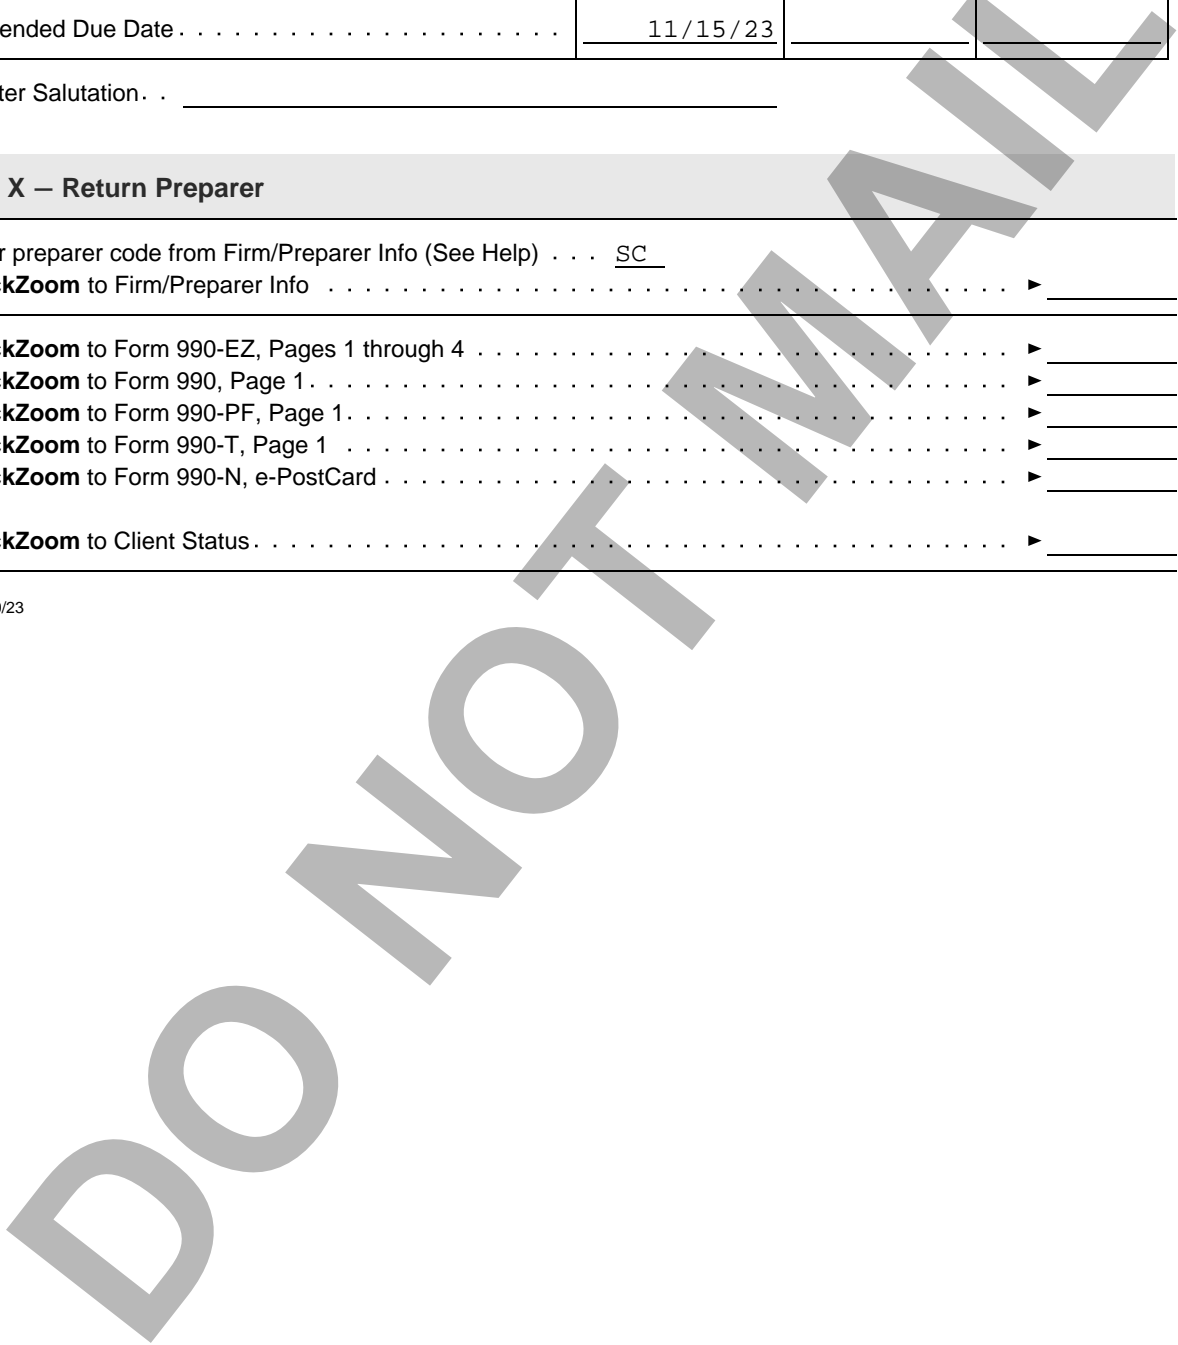 ended Due Date . . . . . . . . . . . . . . . . . . . . . 11/15/23
ter Salutation . .
X — Return Preparer
r preparer code from Firm/Preparer Info (See Help) . . . SC
kZoom to Firm/Preparer Info . . . . . . . . . . . . . . . . . . . . . . . . . . . . . . . . . . . . . ►
kZoom to Form 990-EZ, Pages 1 through 4 . . . . . . . . . . . . . . . . . . . . . . . . . . . . . ►
kZoom to Form 990, Page 1 . . . . . . . . . . . . . . . . . . . . . . . . . . . . . . . . . . . . . . ►
kZoom to Form 990-PF, Page 1 . . . . . . . . . . . . . . . . . . . . . . . . . . . . . . . . . . . . ►
kZoom to Form 990-T, Page 1 . . . . . . . . . . . . . . . . . . . . . . . . . . . . . . . . . . . . ►
kZoom to Form 990-N, e-PostCard . . . . . . . . . . . . . . . . . . . . . . . . . . . . . . . . . . ►
kZoom to Client Status . . . . . . . . . . . . . . . . . . . . . . . . . . . . . . . . . . . . . . . . . ►
/23
DO NOT MAIL